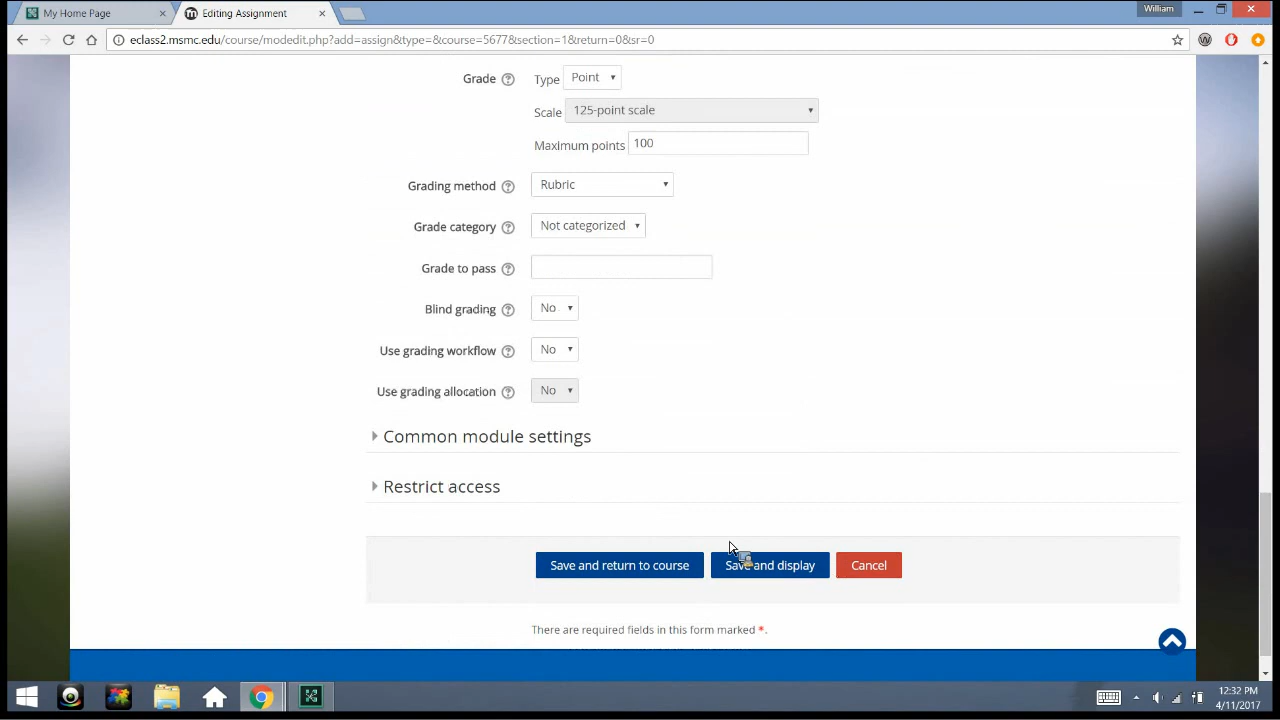 My Home Page
Editing Assignment
William
eclass2.msmc.edu/course/modedit.php?add=assign&type=&course=5677&section=1&return=0&sr=0
Grade
Type
Point
Scale
125-point scale
Maximum points
100
Grading method
Rubric
Grade category
Not categorized
Grade to pass
Blind grading
No
Use grading workflow
No
Use grading allocation
No
Common module settings
Restrict access
Save and return to course
Save and display
Cancel
There are required fields in this form marked *.
12:32 PM
4/11/2017